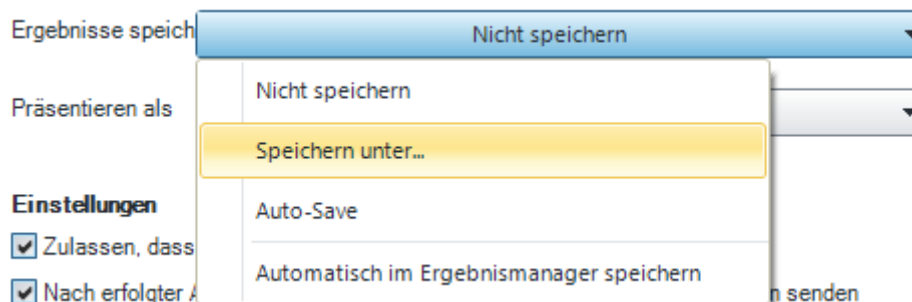 Ergebnisse speich
Nicht speichern
Nicht speichern
Präsentieren als
Speichern unter...
Einstellungen
Auto-Save
Zulassen, dass
Automatisch im Ergebnismanager speichern
Nach erfolgter
senden